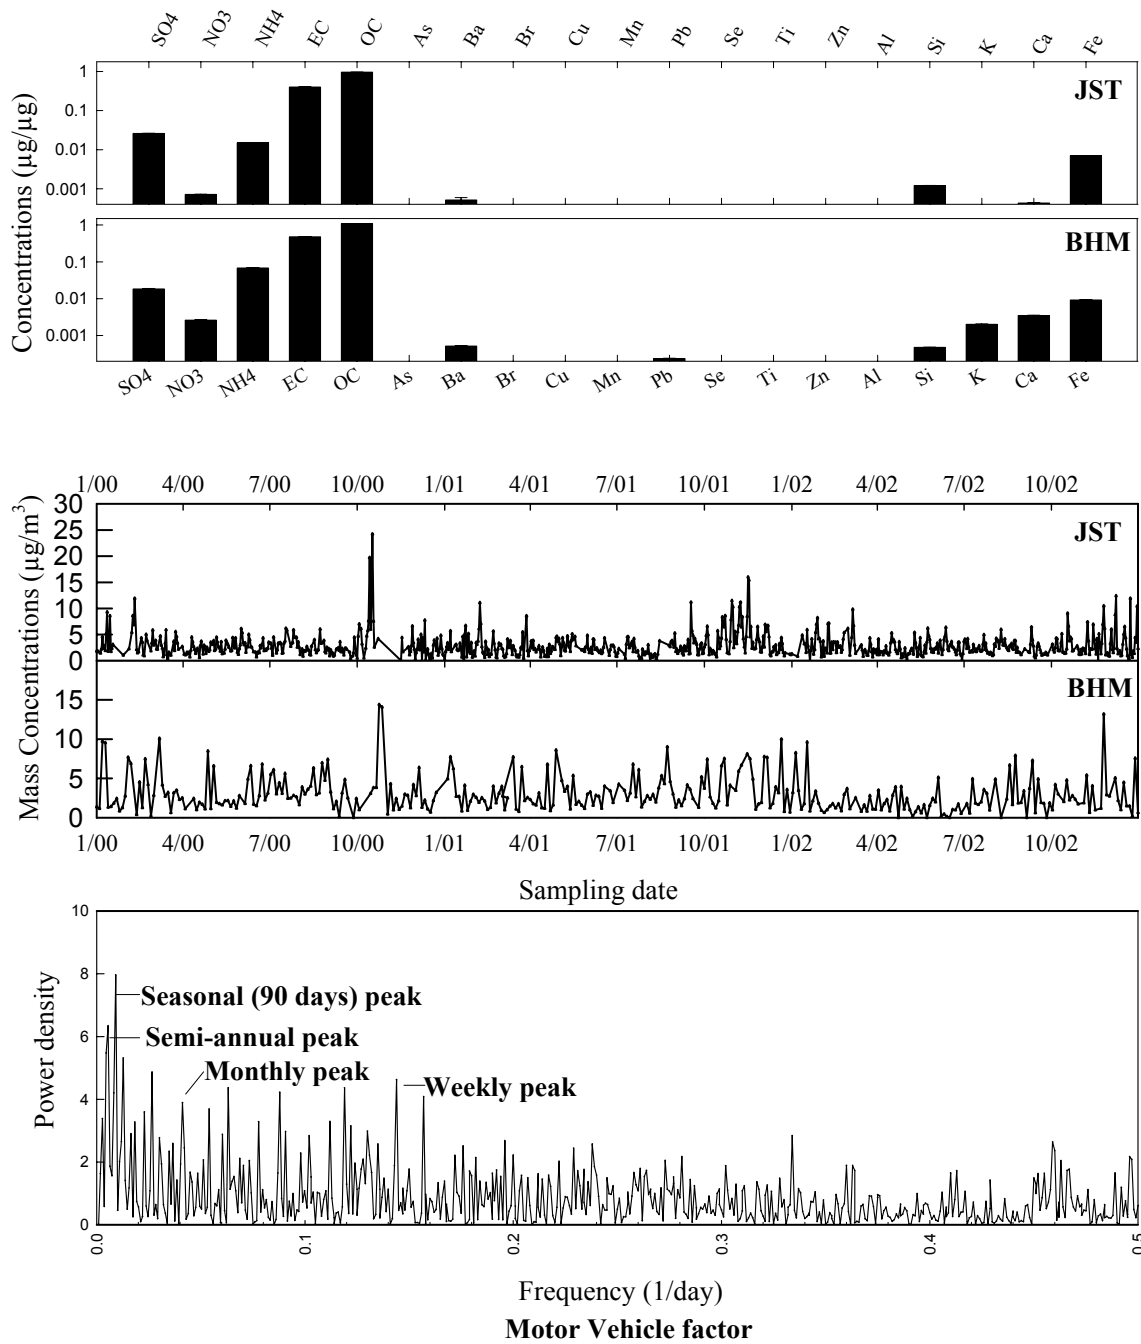 SO4 NO3 NH4 EC OC As Ba Br Cu Mn Pb Se Ti Zn Al Si K Ca Fe
Concentrations (µg/µg)
1
0.1
0.01
0.001
JST
1
0.1
0.01
0.001
BHM
SO4 NO3 NH4 EC OC As Ba Br Cu Mn Pb Se Ti Zn Al Si K Ca Fe
1/00 4/00 7/00 10/00 1/01 4/01 7/01 10/01 1/02 4/02 7/02 10/02
Mass Concentrations (µg/m³)
30
25
20
15
10
5
0
JST
15
10
5
0
BHM
1/00 4/00 7/00 10/00 1/01 4/01 7/01 10/01 1/02 4/02 7/02 10/02
Sampling date
Power density
10
8
6
4
2
0
Seasonal (90 days) peak
Semi-annual peak
Monthly peak
Weekly peak
0.0 0.1 0.2 0.3 0.4 0.5
Frequency (1/day)
Motor Vehicle factor